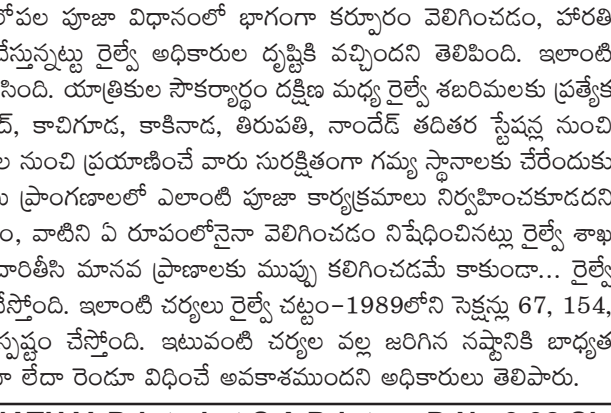 లోపల పూజా విధానంలో భాగంగా కర్పూరం వెలిగించడం, హారతి
చేస్తున్నట్టు రైల్వే అధికారుల దృష్టికి వచ్చిందని తెలిపింది. ఇలాంటి
సింది. యాత్రికుల సౌకర్యార్థం దక్షిణ మధ్య రైల్వే శబరిమలకు ప్రత్యేక
ద్, కాచిగూడ, కాకినాడ, తిరుపతి, నాందేడ్ తదితర స్టేషన్ల నుంచి
ల నుంచి ప్రయాణించే వారు సురక్షితంగా గమ్య స్థానాలకు చేరేందుకు
ు ప్రాంగణాలలో ఎలాంటి పూజా కార్యక్రమాలు నిర్వహించకూడదని
ం, వాటిని ఏ రూపంలోనైనా వెలిగించడం నిషేధించినట్లు రైల్వే శాఖ
దారితీసి మానవ ప్రాణాలకు ముప్పు కలిగించడమే కాకుండా... రైల్వే
చేస్తోంది. ఇలాంటి చర్యలు రైల్వే చట్టం-1989లోని సెక్షన్లు 67, 154,
స్పష్టం చేస్తోంది. ఇటువంటి చర్యల వల్ల జరిగిన నష్టానికి బాధ్యత
ా లేదా రెండూ విధించే అవకాశముందని అధికారులు తెలిపారు.